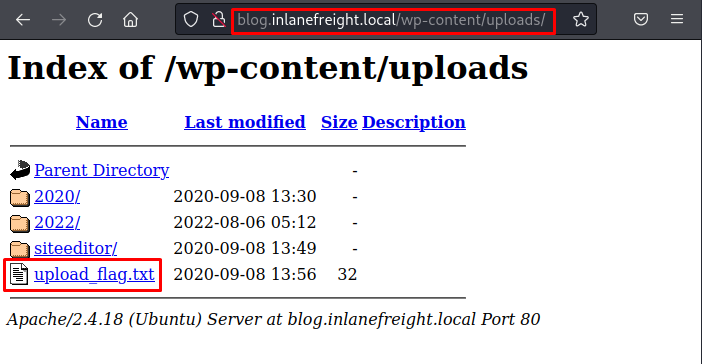 blog.inlanefreight.local/wp-content/uploads/
Index of /wp-content/uploads
Name Last modified Size Description
Parent Directory -
2020/ 2020-09-08 13:30 -
2022/ 2022-08-06 05:12 -
siteeditor/ 2020-09-08 13:49 -
upload_flag.txt 2020-09-08 13:56 32
Apache/2.4.18 (Ubuntu) Server at blog.inlanefreight.local Port 80